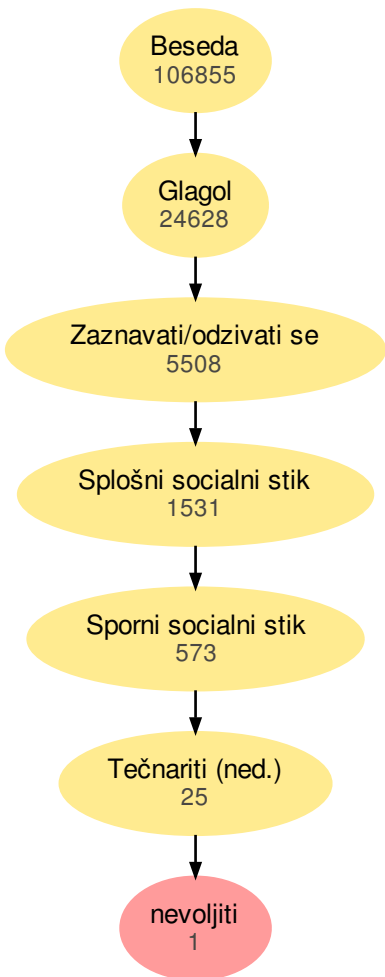 Beseda
106855
Glagol
24628
Zaznavati/odzivati se
5508
Splošni socialni stik
1531
Sporni socialni stik
573
Tečnariti (ned.)
25
nevoljiti
1